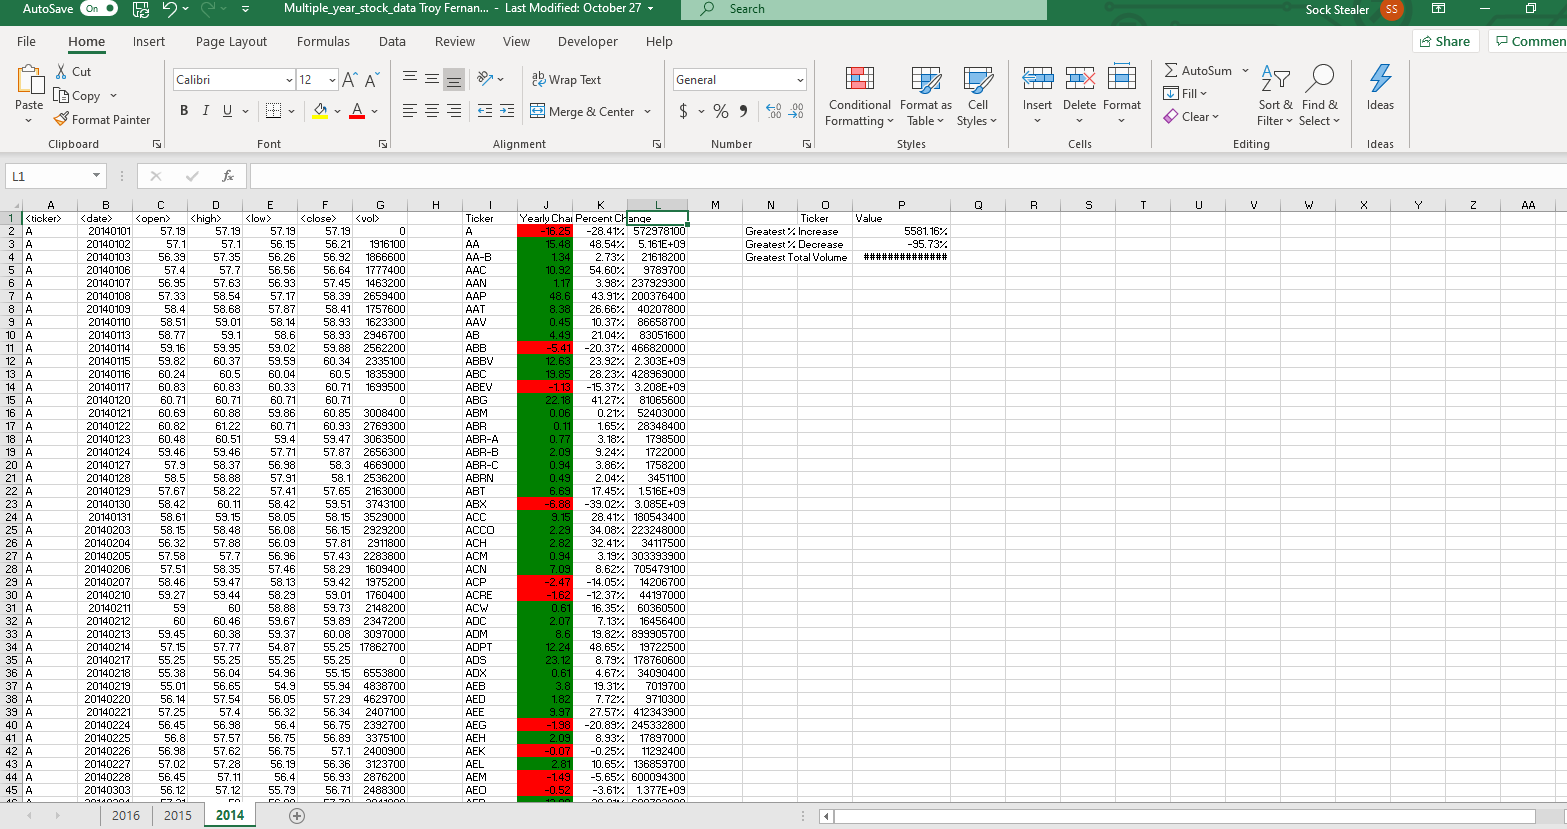 AutoSave On Multiple_year_stock_data Troy Fernan... - Last Modified: October 27 Search Sock Stealer SS
File Home Insert Page Layout Formulas Data Review View Developer Help Share Commen
Paste Cut Copy Format Painter Clipboard
Calibri 12 A A B I U A Font
ab Wrap Text Merge & Center Alignment
General $ % Number
Conditional Formatting Format as Table Cell Styles Styles
Insert Delete Format Cells
AutoSum Fill Clear Sort & Filter Find & Select Editing
Ideas Ideas
L1 fx
A B C D E F G H I J K L M N O P Q R S T U V W X Y Z AA
1 <ticker> <date> <open> <high> <low> <close> <vol> Ticker Yearly Chan Percent Change Ticker Value
2 A 20140101 57.19 57.19 57.19 57.19 0 A -16.25 -28.41% 572978100 Greatest % Increase 5581.16%
3 A 20140102 57.1 57.1 56.15 56.21 1916100 AA 15.48 48.54% 5.161E+09 Greatest % Decrease -95.73%
4 A 20140103 56.39 57.35 56.26 56.92 1866600 AA-B 1.34 2.73% 21618200 Greatest Total Volume ##############
5 A 20140106 57.4 57.7 56.56 56.64 1777400 AAC 10.92 54.60% 9789700
6 A 20140107 56.95 57.63 56.93 57.45 1463200 AAN 1.17 3.98% 237929300
7 A 20140108 57.33 58.54 57.17 58.39 2659400 AAP 48.6 43.91% 200376400
8 A 20140109 58.4 58.68 57.87 58.41 1757600 AAT 8.38 26.66% 40207800
9 A 20140110 58.51 59.01 58.14 58.93 1623300 AAV 0.45 10.37% 86658700
10 A 20140113 58.77 59.1 58.6 58.93 2946700 AB 4.49 21.04% 83051600
11 A 20140114 59.16 59.95 59.02 59.88 2562200 ABB -5.41 -20.37% 466820000
12 A 20140115 59.82 60.37 59.59 60.34 2335100 ABBV 12.63 23.92% 2.303E+09
13 A 20140116 60.24 60.5 60.04 60.5 1835900 ABC 19.85 28.23% 428969000
14 A 20140117 60.83 60.83 60.33 60.71 1699500 ABEV -1.13 -15.37% 3.208E+09
15 A 20140120 60.71 60.71 60.71 60.71 0 ABG 22.18 41.27% 81065600
16 A 20140121 60.69 60.88 59.86 60.85 3008400 ABM 0.06 0.21% 52403000
17 A 20140122 60.82 61.22 60.71 60.93 2769300 ABR 0.11 1.65% 28348400
18 A 20140123 60.48 60.51 59.4 59.47 3063500 ABR-A 0.77 3.18% 1798500
19 A 20140124 59.46 59.46 57.71 57.87 2656300 ABR-B 2.09 9.24% 1722000
20 A 20140127 57.9 58.37 56.98 58.3 4669000 ABR-C 0.94 3.86% 1758200
21 A 20140128 58.5 58.88 57.91 58.1 2536200 ABRN 0.49 2.04% 3451100
22 A 20140129 57.67 58.22 57.41 57.65 2163000 ABT 6.69 17.45% 1.516E+09
23 A 20140130 58.42 60.11 58.42 59.51 3743100 ABX -6.88 -39.02% 3.085E+09
24 A 20140131 58.61 59.15 58.05 58.15 3529000 ACC 9.15 28.41% 180543400
25 A 20140203 58.15 58.48 56.08 56.15 2929200 ACCO 2.29 34.08% 223248000
26 A 20140204 56.32 57.88 56.09 57.81 2911800 ACH 2.82 32.41% 34117500
27 A 20140205 57.58 57.7 56.96 57.43 2283800 ACM 0.94 3.19% 303393900
28 A 20140206 57.51 58.35 57.46 58.29 1609400 ACN 7.09 8.62% 705479100
29 A 20140207 58.46 59.47 58.13 59.42 1975200 ACP -2.47 -14.05% 14206700
30 A 20140210 59.27 59.44 58.29 59.01 1760400 ACRE -1.62 -12.37% 44197000
31 A 20140211 59 60 58.88 59.73 2148200 ACW 0.61 16.35% 60360500
32 A 20140212 60 60.46 59.67 59.89 2347200 ADC 2.07 7.13% 16456400
33 A 20140213 59.45 60.38 59.37 60.08 3097000 ADM 8.6 19.82% 899905700
34 A 20140214 57.15 57.77 54.87 55.25 17862700 ADPT 12.24 48.65% 19722500
35 A 20140217 55.25 55.25 55.25 55.25 0 ADS 23.12 8.79% 178760600
36 A 20140218 55.38 56.04 54.96 55.15 6553800 ADX 0.61 4.67% 34090400
37 A 20140219 55.01 56.65 54.9 55.94 4838700 AEB 3.8 19.31% 7019700
38 A 20140220 56.14 57.54 56.05 57.29 4629700 AED 1.82 7.72% 9710300
39 A 20140221 57.25 57.4 56.32 56.34 2407100 AEE 9.97 27.57% 412343900
40 A 20140224 56.45 56.98 56.4 56.75 2392700 AEG -1.98 -20.89% 245332800
41 A 20140225 56.8 57.57 56.75 56.89 3375100 AEH 2.09 8.93% 17897000
42 A 20140226 56.98 57.62 56.75 57.1 2400900 AEK -0.07 -0.25% 11292400
43 A 20140227 57.02 57.28 56.19 56.36 3123700 AEL 2.81 10.65% 136859700
44 A 20140228 56.45 57.11 56.4 56.93 2876200 AEM -1.49 -5.65% 600094300
45 A 20140303 56.12 57.12 55.79 56.71 2488300 AEO -0.52 -3.61% 1.377E+09
2016 2015 2014